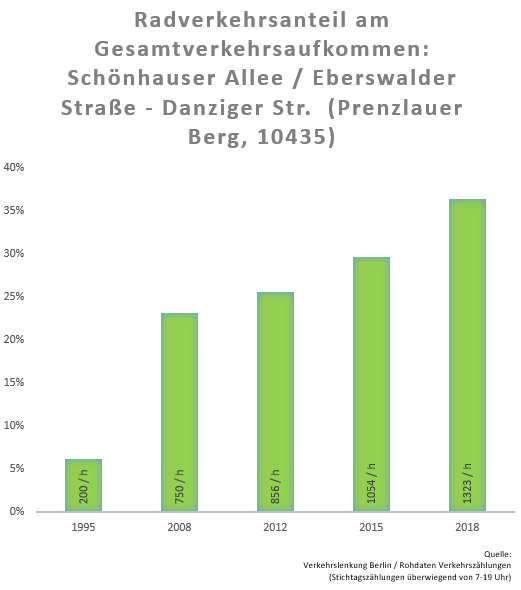 Radverkehrsanteil am
Gesamtverkehrsaufkommen:
Schönhauser Allee / Eberswalder
Straße - Danziger Str.  (Prenzlauer
Berg, 10435)
40%
35%
30%
25%
20%
15%
10%
5%
0%
200 / h
750 / h
856 / h
1054 / h
1323 / h
1995
2008
2012
2015
2018
Quelle:
Verkehrslenkung Berlin / Rohdaten Verkehrszählungen
(Stichtagszählungen überwiegend von 7-19 Uhr)